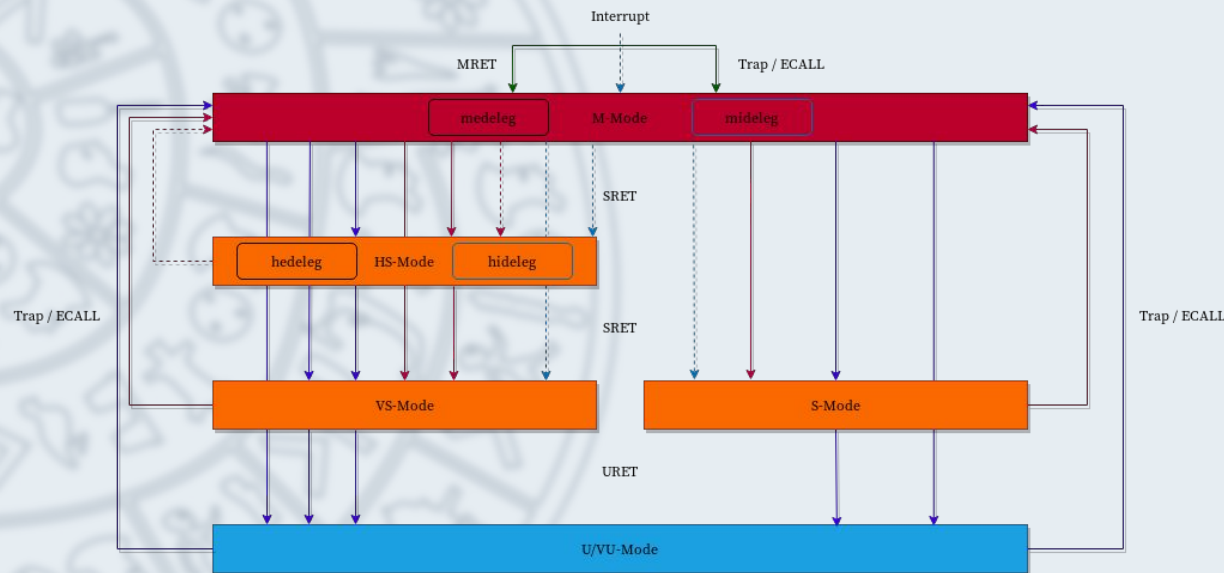 Interrupt
MRET
Trap / ECALL
medeleg
M-Mode
mideleg
SRET
hedeleg
HS-Mode
hideleg
Trap / ECALL
SRET
Trap / ECALL
VS-Mode
S-Mode
URET
U/VU-Mode